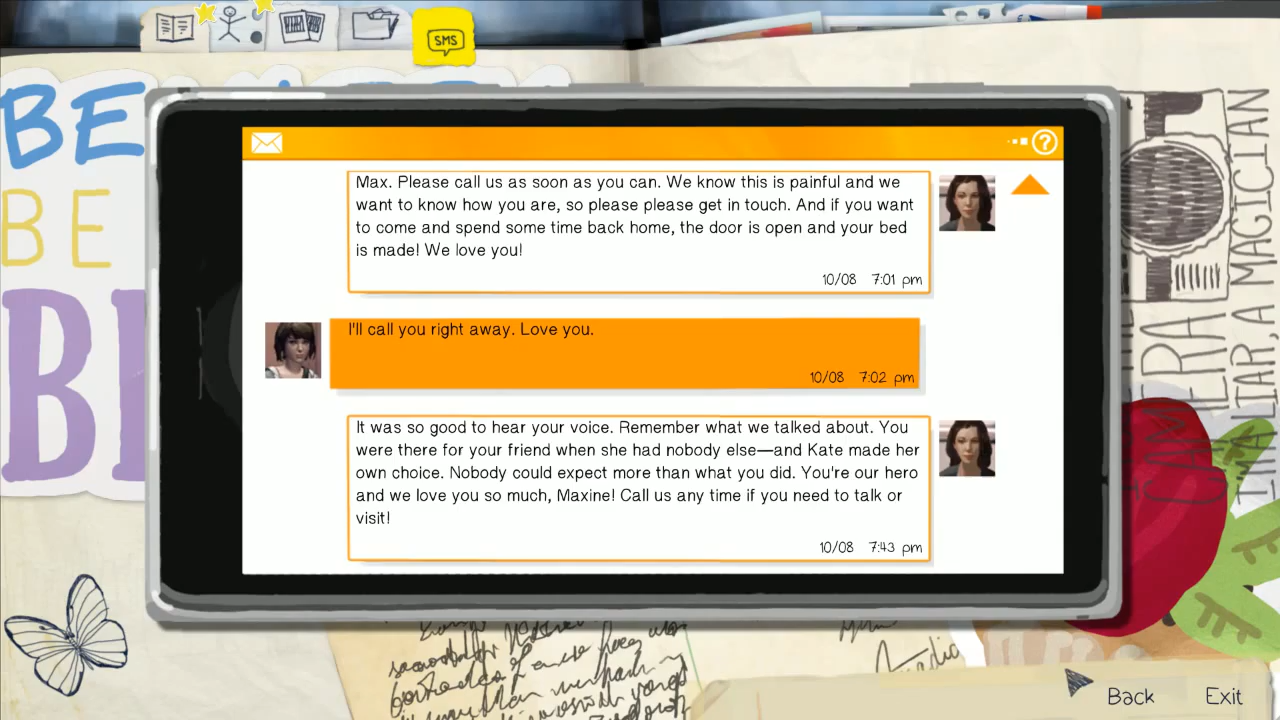 SMS
BE
BE
BE
Max. Please call us as soon as you can. We know this is painful and we
want to know how you are, so please please get in touch. And if you want
to come and spend some time back home, the door is open and your bed
is made! We love you!
10/08 7:01 pm
I'll call you right away. Love you.
10/08 7:02 pm
It was so good to hear your voice. Remember what we talked about. You
were there for your friend when she had nobody else—and Kate made her
own choice. Nobody could expect more than what you did. You're our hero
and we love you so much, Maxine! Call us any time if you need to talk or
visit!
10/08 7:43 pm
MAGICIAN
Back Exit